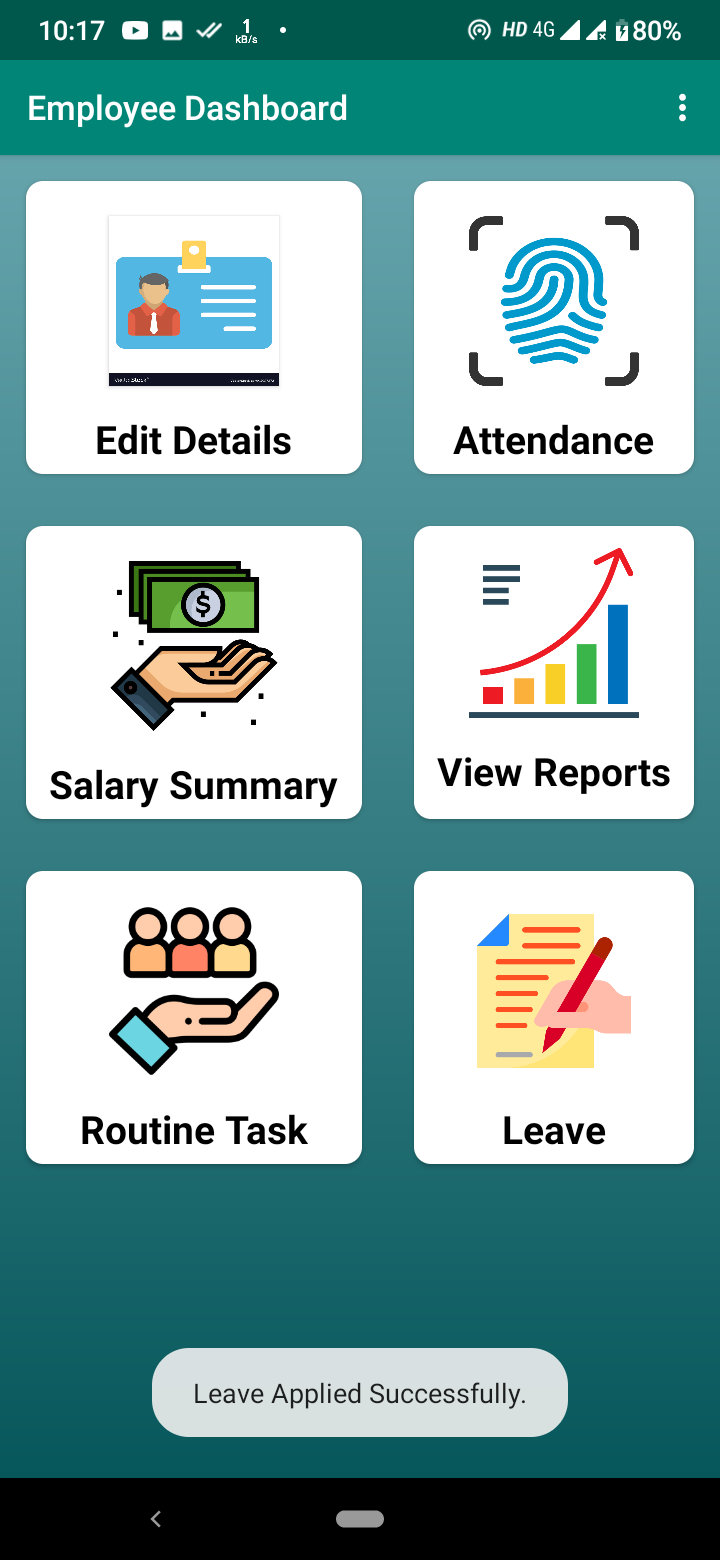 10:17 1 kB/s HD 4G 80%
Employee Dashboard
Edit Details
Attendance
$
Salary Summary
View Reports
Routine Task
Leave
Leave Applied Successfully.